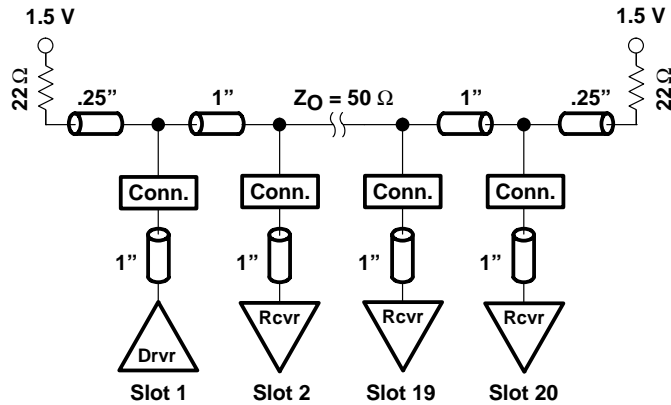 1.5 V
1.5 V
22 Ω
.25”
1”
ZO = 50 Ω
1”
.25”
22 Ω
Conn.
Conn.
Conn.
Conn.
1”
1”
1”
1”
Drvr
Rcvr
Rcvr
Rcvr
Slot 1
Slot 2
Slot 19
Slot 20